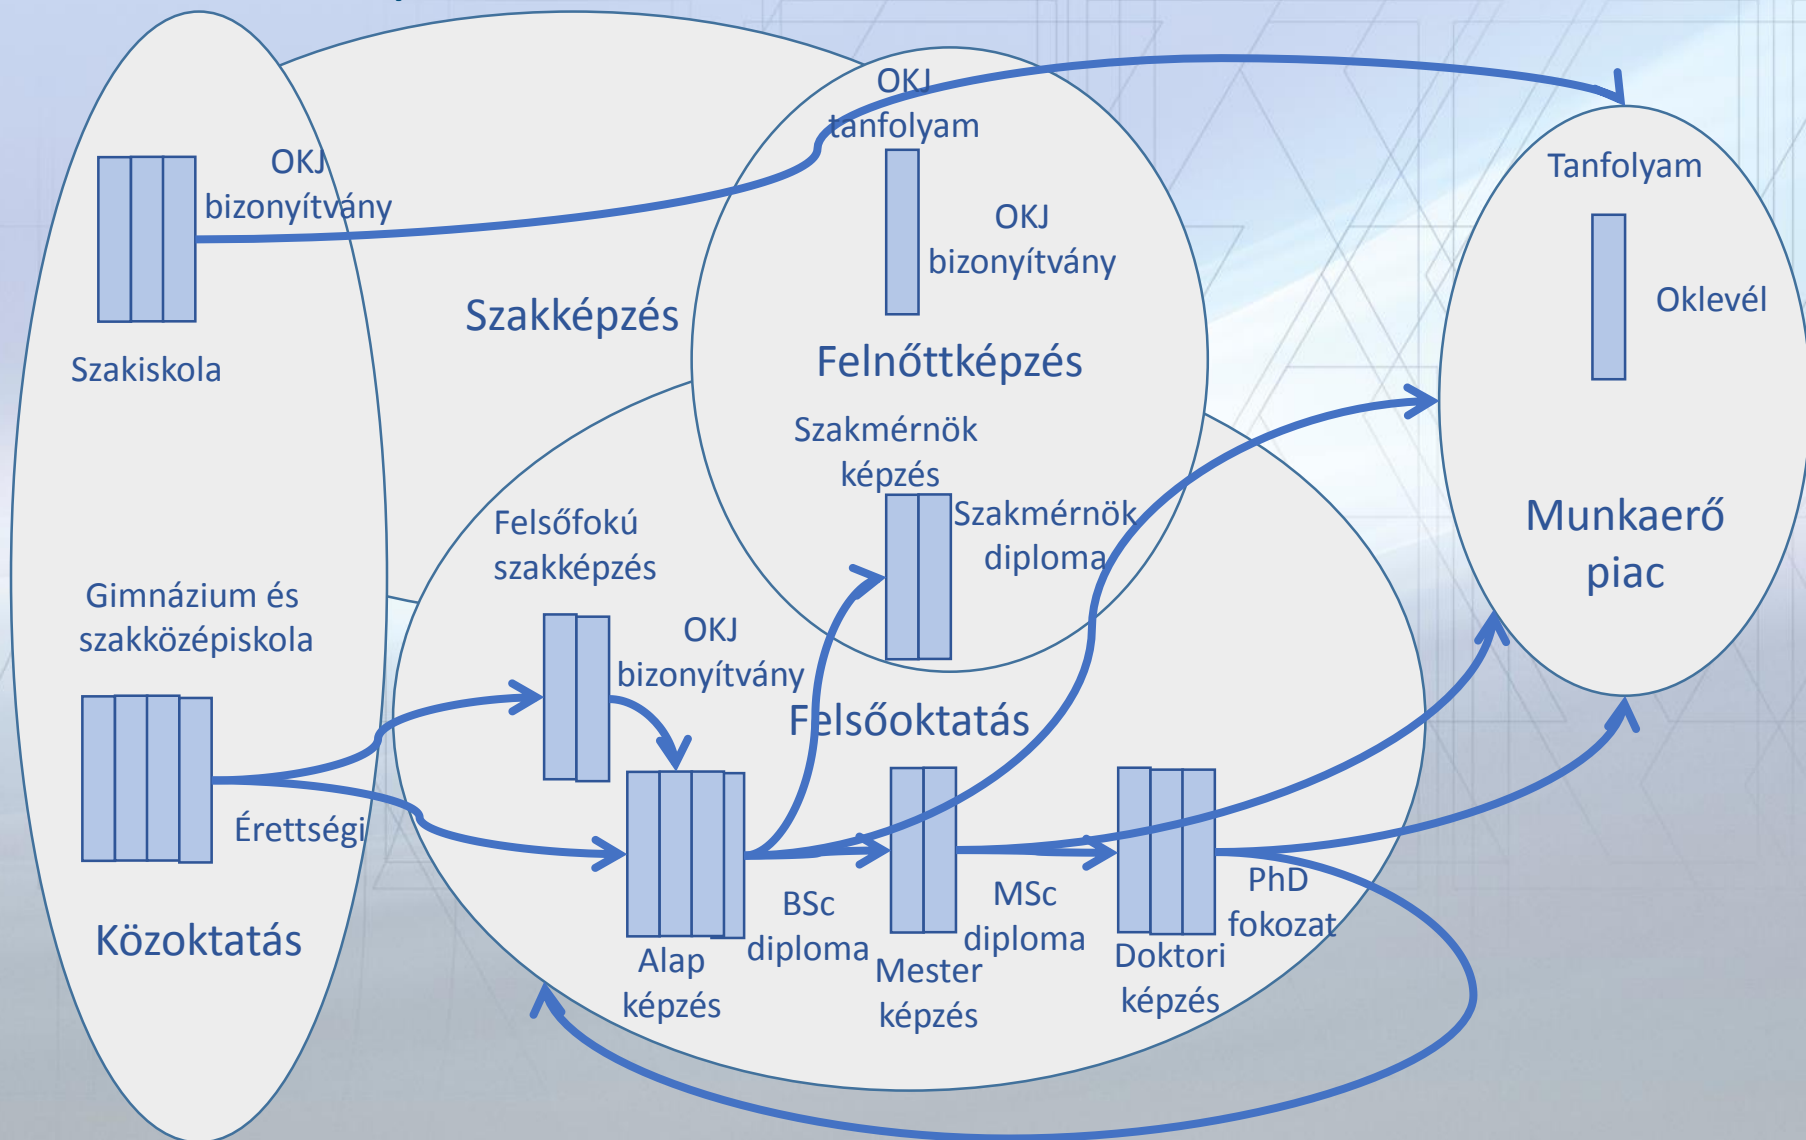 OKJ
bizonyítvány
Szakiskola
Gimnázium és
szakközépiskola
Érettségi
Közoktatás
Szakképzés
OKJ
tanfolyam
OKJ
bizonyítvány
Felnőttképzés
Szakmérnök
képzés
Szakmérnök
diploma
Felsőfokú
szakképzés
OKJ
bizonyítvány
Felsőoktatás
Alap
képzés
BSc
diploma
Mester
képzés
MSc
diploma
Doktori
képzés
PhD
fokozat
Tanfolyam
Oklevél
Munkaerő
piac